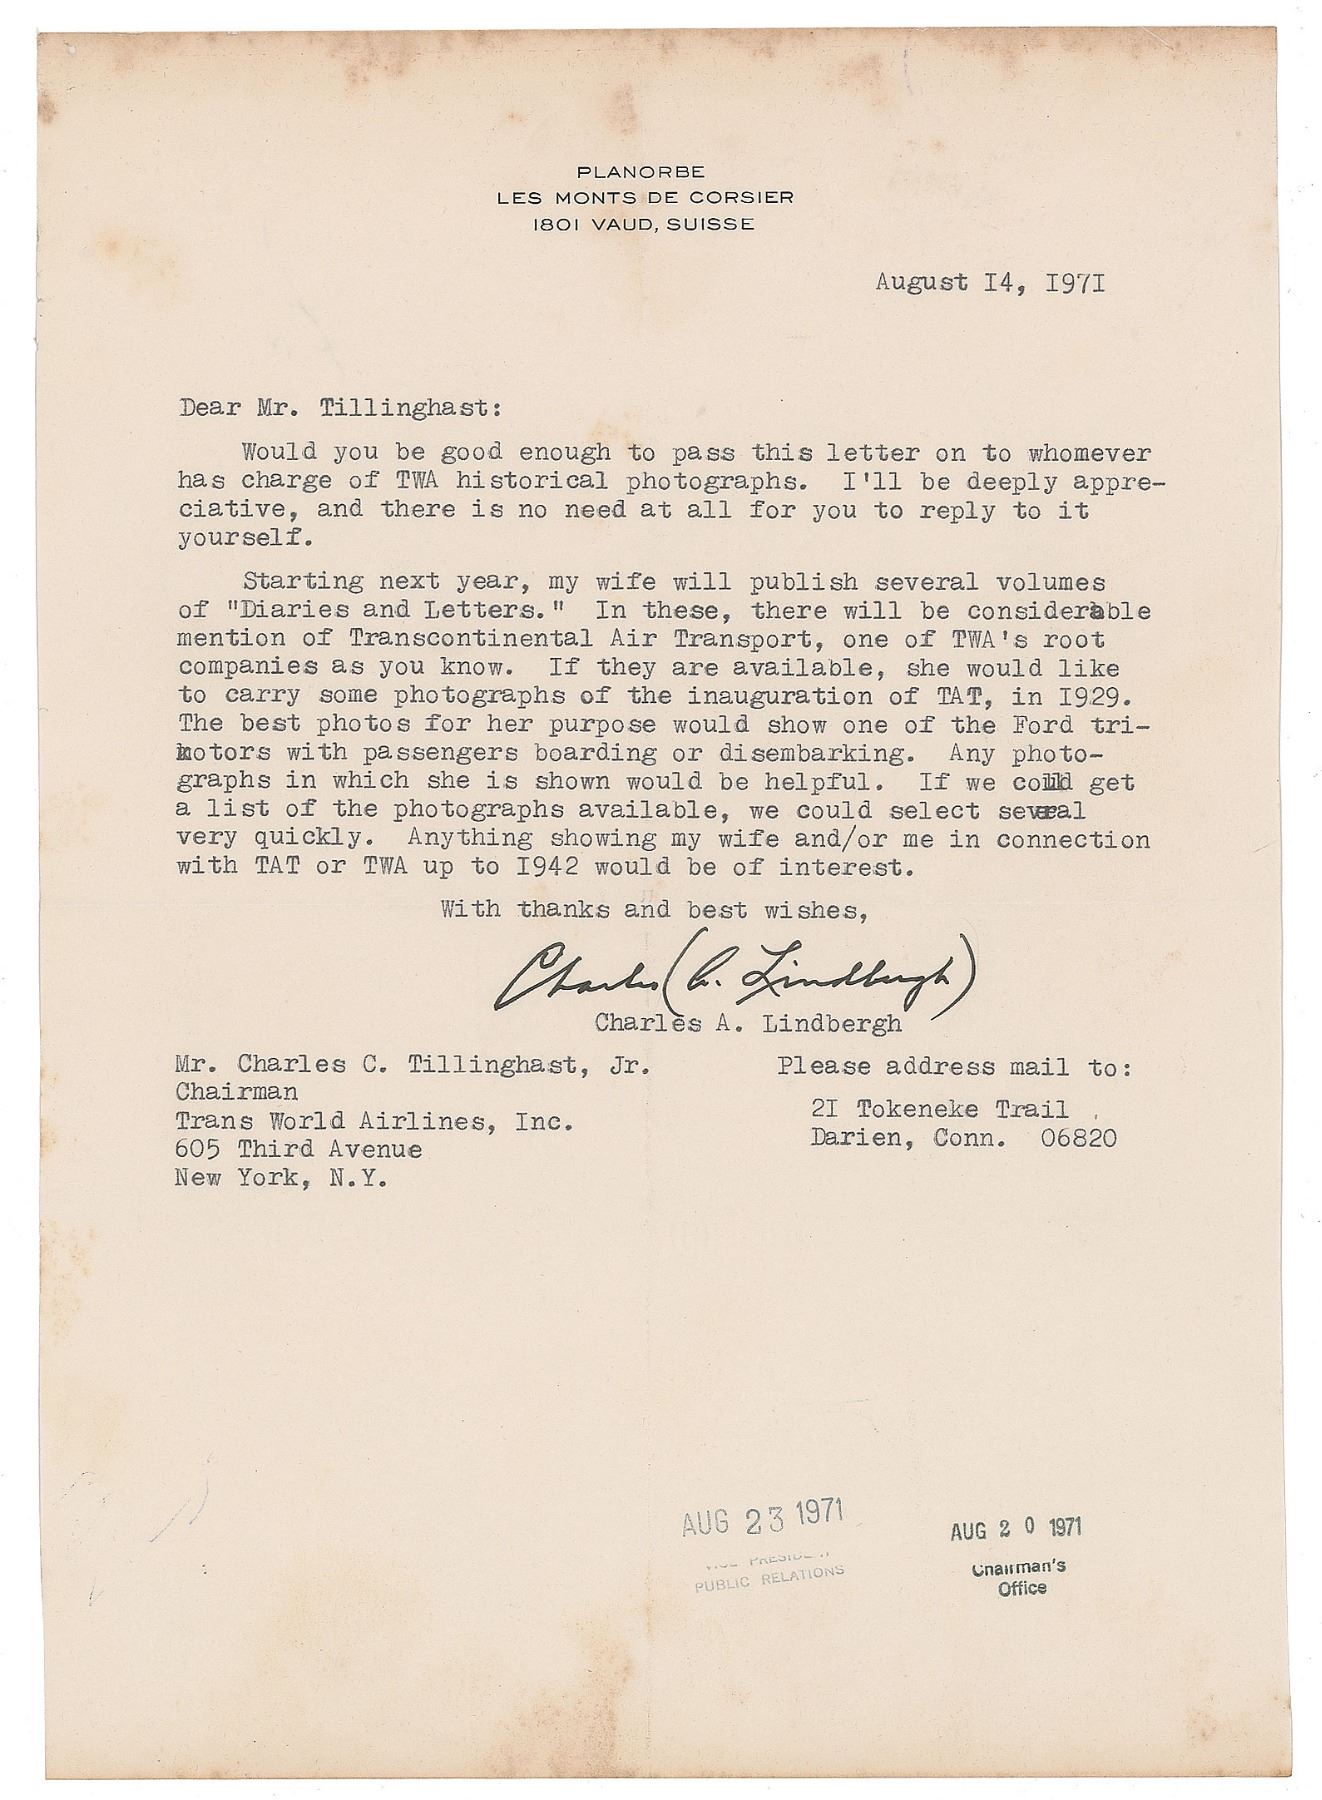 PLANORBE
LES MONTS DE CORSIER
1801 VAUD, SUISSE
August I4, I97I
Dear Mr. Tillinghast:
Would you be good enough to pass this letter on to whomever
has charge of TWA historical photographs. I'll be deeply appre-
ciative, and there is no need at all for you to reply to it
yourself.
Starting next year, my wife will publish several volumes
of "Diaries and Letters." In these, there will be considerable
mention of Transcontinental Air Transport, one of TWA's root
companies as you know. If they are available, she would like
to carry some photographs of the inauguration of TAT, in I929.
The best photos for her purpose would show one of the Ford tri-
motors with passengers boarding or disembarking. Any photo-
graphs in which she is shown would be helpful. If we could get
a list of the photographs available, we could select several
very quickly. Anything showing my wife and/or me in connection
with TAT or TWA up to I942 would be of interest.
With thanks and best wishes,
Charles (A. Lindbergh)
Charles A. Lindbergh
Mr. Charles C. Tillinghast, Jr.
Chairman
Trans World Airlines, Inc.
605 Third Avenue
New York, N.Y.
Please address mail to:
2I Tokeneke Trail
Darien, Conn. 06820
AUG 23 1971
VICE PRESIDENT
PUBLIC RELATIONS
AUG 20 1971
Chairman's
Office